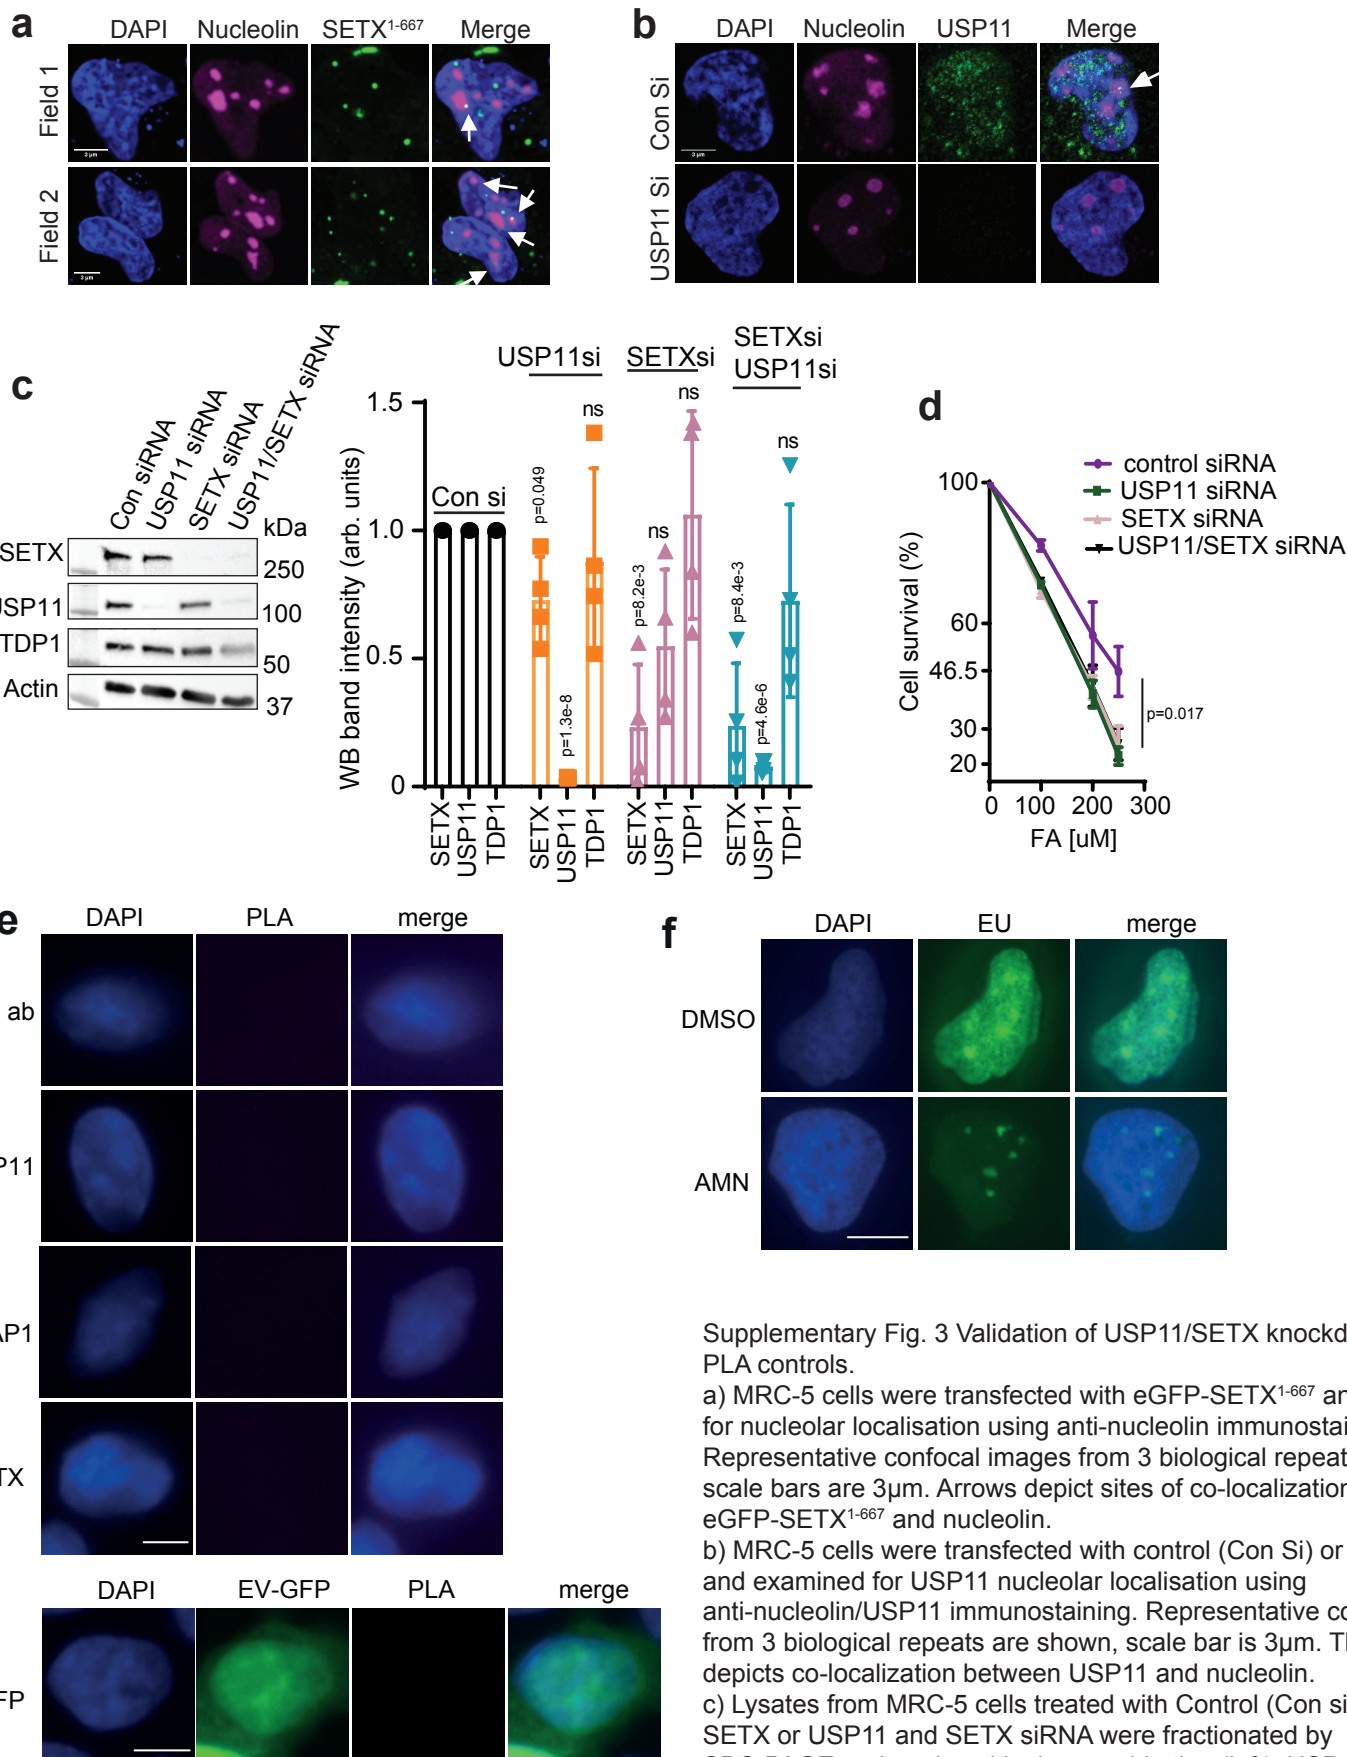 a
DAPI Nucleolin SETX1-667 Merge
Field 1
3 µm
Field 2
3 µm
b
DAPI Nucleolin USP11 Merge
Con Si
3 µm
USP11 Si
c
Con siRNA
USP11 siRNA
SETX siRNA
USP11/SETX siRNA
kDa
SETX
250
USP11
100
TDP1
50
Actin
37
WB band intensity (arb. units)
1.5
1.0
0.5
0
Con si
USP11si
SETXsi
SETXsi
USP11si
p=0.049
p=1.3e-8
ns
p=8.2e-3
ns
ns
p=8.4e-3
p=4.6e-6
ns
SETX
USP11
TDP1
SETX
USP11
TDP1
SETX
USP11
TDP1
SETX
USP11
TDP1
d
control siRNA
USP11 siRNA
SETX siRNA
USP11/SETX siRNA
Cell survival (%)
100
60
46.5
30
20
p=0.017
0 100 200 300
FA [uM]
e
DAPI PLA merge
ab
P11
AP1
TX
DAPI EV-GFP PLA merge
FP
f
DAPI EU merge
DMSO
AMN
Supplementary Fig. 3 Validation of USP11/SETX knockd
PLA controls.
a) MRC-5 cells were transfected with eGFP-SETX1-667 an
for nucleolar localisation using anti-nucleolin immunostai
Representative confocal images from 3 biological repeat
scale bars are 3µm. Arrows depict sites of co-localization
eGFP-SETX1-667 and nucleolin.
b) MRC-5 cells were transfected with control (Con Si) or
and examined for USP11 nucleolar localisation using
anti-nucleolin/USP11 immunostaining. Representative co
from 3 biological repeats are shown, scale bar is 3µm. Th
depicts co-localization between USP11 and nucleolin.
c) Lysates from MRC-5 cells treated with Control (Con si
SETX or USP11 and SETX siRNA were fractionated by